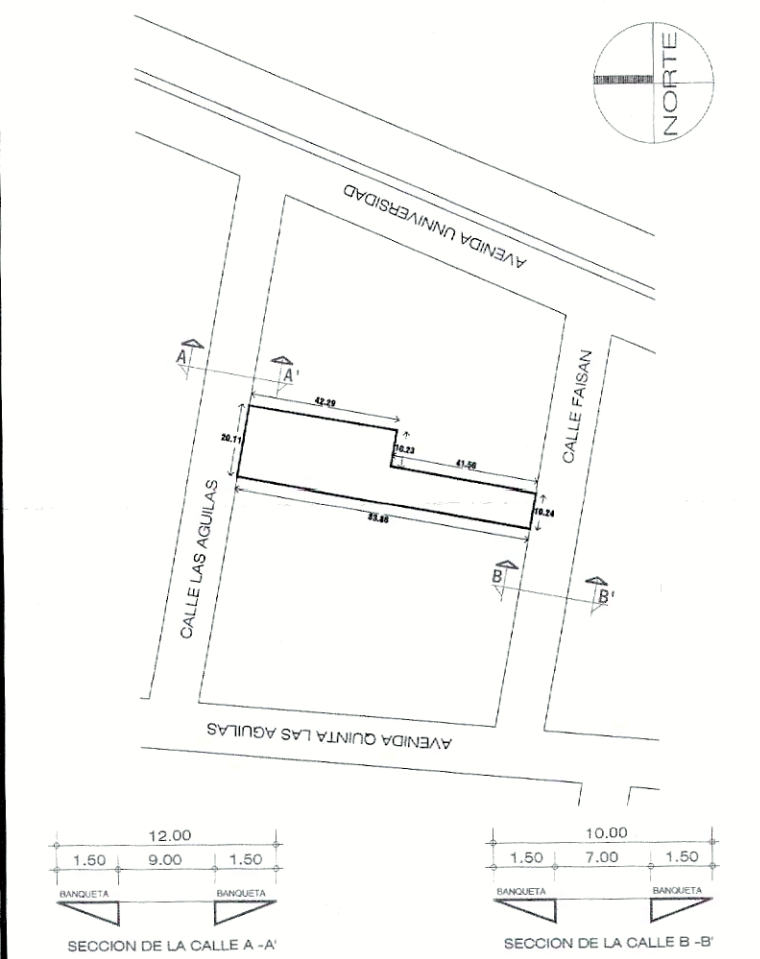 NORTE
AVENIDA UNNIVERSIDAD
CALLE FAISAN
A
A'
42.29
20.11
10.23
41.56
10.24
83.86
CALLE LAS AGUILAS
B
B'
AVENIDA QUINTA LAS AGUILAS
12.00
1.50 9.00 1.50
BANQUETA BANQUETA
SECCION DE LA CALLE A -A'
10.00
1.50 7.00 1.50
BANQUETA BANQUETA
SECCION DE LA CALLE B -B'